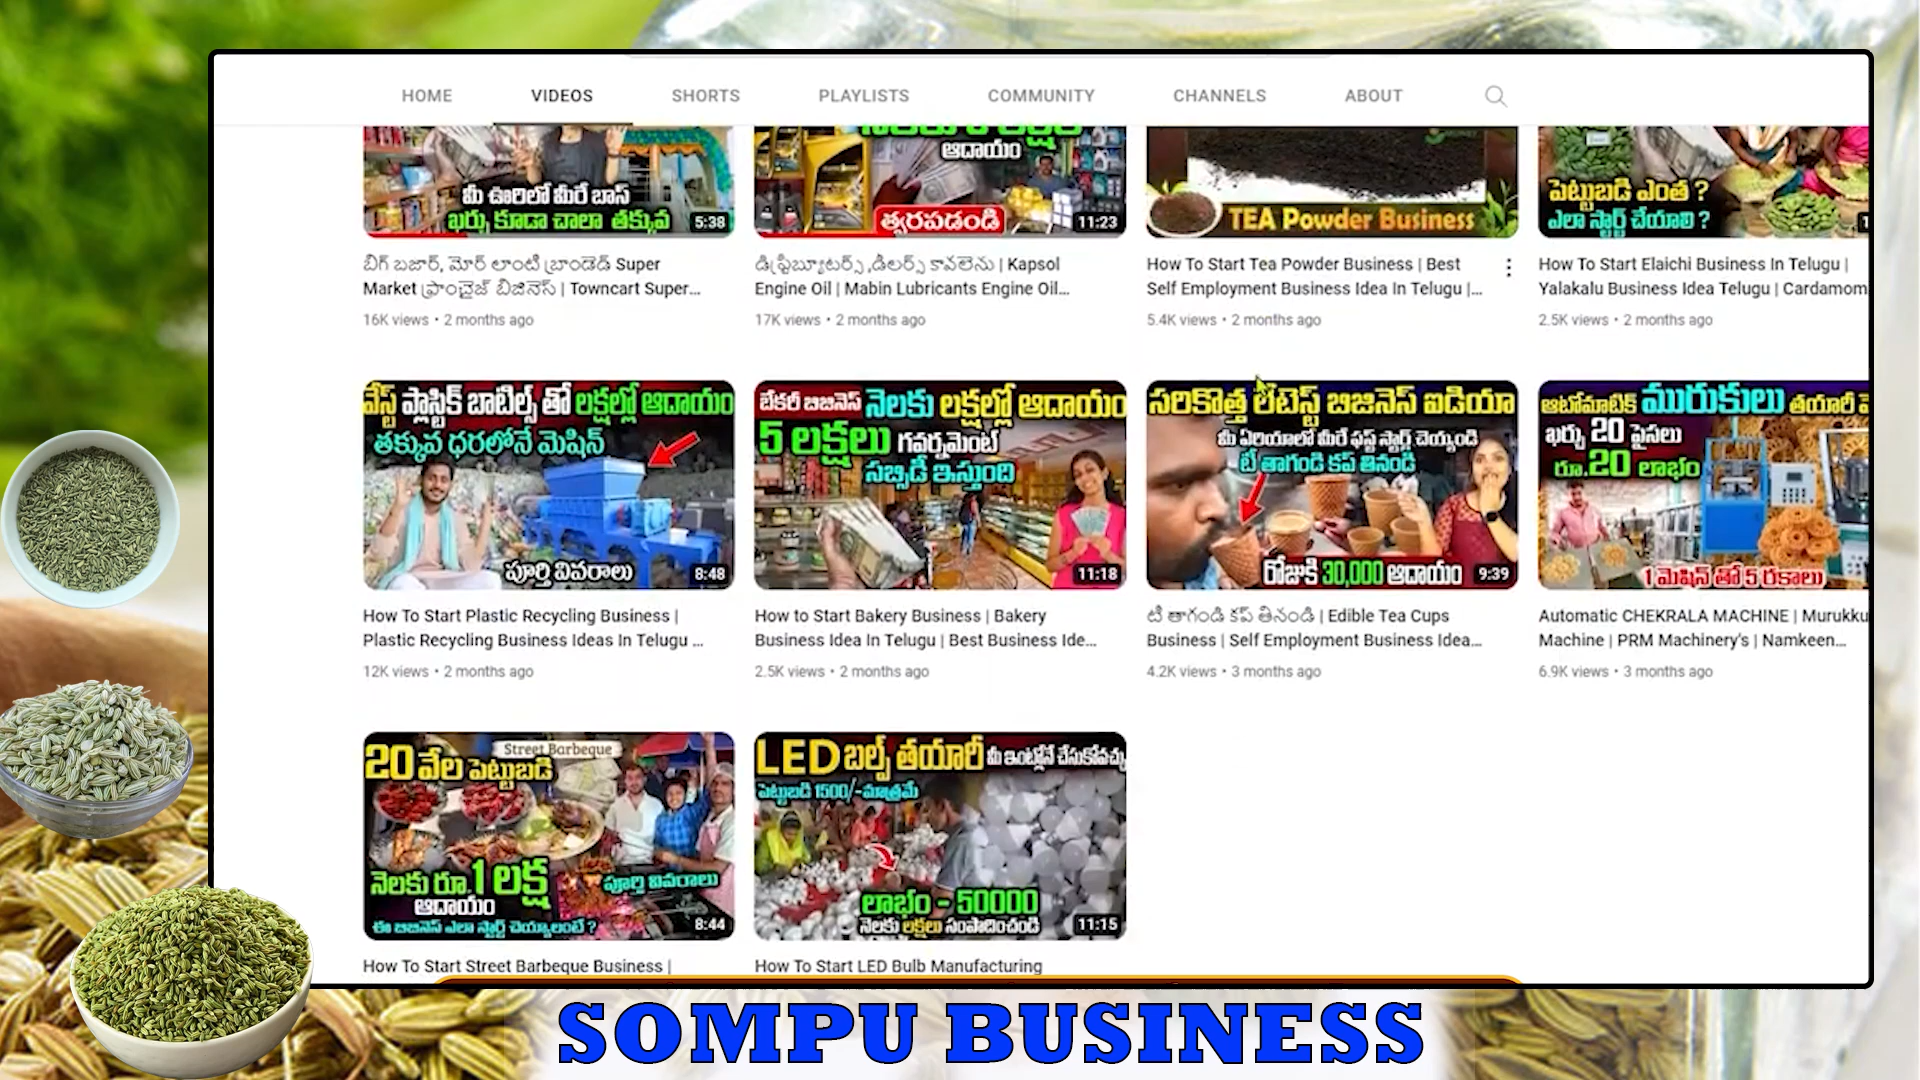 HOME VIDEOS SHORTS PLAYLISTS COMMUNITY CHANNELS ABOUT
మీ ఊరిలో మీరే బాస్
ఖర్చు కూడా చాలా తక్కువ
5:38
బిగ్ బజార్, మోర్ లాంటి బ్రాండెడ్ Super
Market ఫ్రాంచైజ్ బిజినెస్ | Towncart Super...
16K views • 2 months ago
ఆదాయం
త్వరపడండి
11:23
డిస్ట్రిబ్యూటర్స్ ,డీలర్స్ కావలెను | Kapsol
Engine Oil | Mabin Lubricants Engine Oil...
17K views • 2 months ago
TEA Powder Business
How To Start Tea Powder Business | Best
Self Employment Business Idea In Telugu |...
5.4K views • 2 months ago
పెట్టుబడి ఎంత ?
ఎలా స్టార్ట్ చేయాలి ?
How To Start Elaichi Business In Telugu |
Yalakalu Business Idea Telugu | Cardamom
2.5K views • 2 months ago
వేస్ట్ ప్లాస్టిక్ బాటిల్స్ తో లక్షల్లో ఆదాయం
తక్కువ ధరలోనే మెషిన్
పూర్తి వివరాలు
8:48
How To Start Plastic Recycling Business |
Plastic Recycling Business Ideas In Telugu ...
12K views • 2 months ago
బేకరీ బిజినెస్ నెలకు లక్షల్లో ఆదాయం
5 లక్షలు గవర్నమెంట్
సబ్సిడీ ఇస్తుంది
11:18
How to Start Bakery Business | Bakery
Business Idea In Telugu | Best Business Ide...
2.5K views • 2 months ago
సరికొత్త లేటెస్ట్ బిజినెస్ ఐడియా
మీ ఏరియాలో మీరే ఫస్ట్ స్టార్ట్ చెయ్యండి
టీ తాగండి కప్ తినండి
రోజుకి 30,000 ఆదాయం
9:39
టీ తాగండి కప్ తినండి | Edible Tea Cups
Business | Self Employment Business Idea...
4.2K views • 3 months ago
ఆటోమాటిక్ మురుకులు తయారీ
ఖర్చు 20 పైసలు
రూ.20 లాభం
1 మెషిన్ తో 5 రకాలు
Automatic CHEKRALA MACHINE | Murukku
Machine | PRM Machinery's | Namkeen...
6.9K views • 3 months ago
Street Barbeque
20 వేల పెట్టుబడి
నెలకు రూ.1 లక్ష
ఆదాయం
పూర్తి వివరాలు
ఈ బిజినెస్ ఎలా స్టార్ట్ చెయ్యాలంటే ?
8:44
How To Start Street Barbeque Business |
LED బల్బ్ తయారీ మీ ఇంట్లోనే చేసుకోవచ్చు
పెట్టుబడి 1500/-మాత్రమే
లాభం - 50000
నెలకు లక్షలు సంపాదించండి
11:15
How To Start LED Bulb Manufacturing
SOMPU BUSINESS